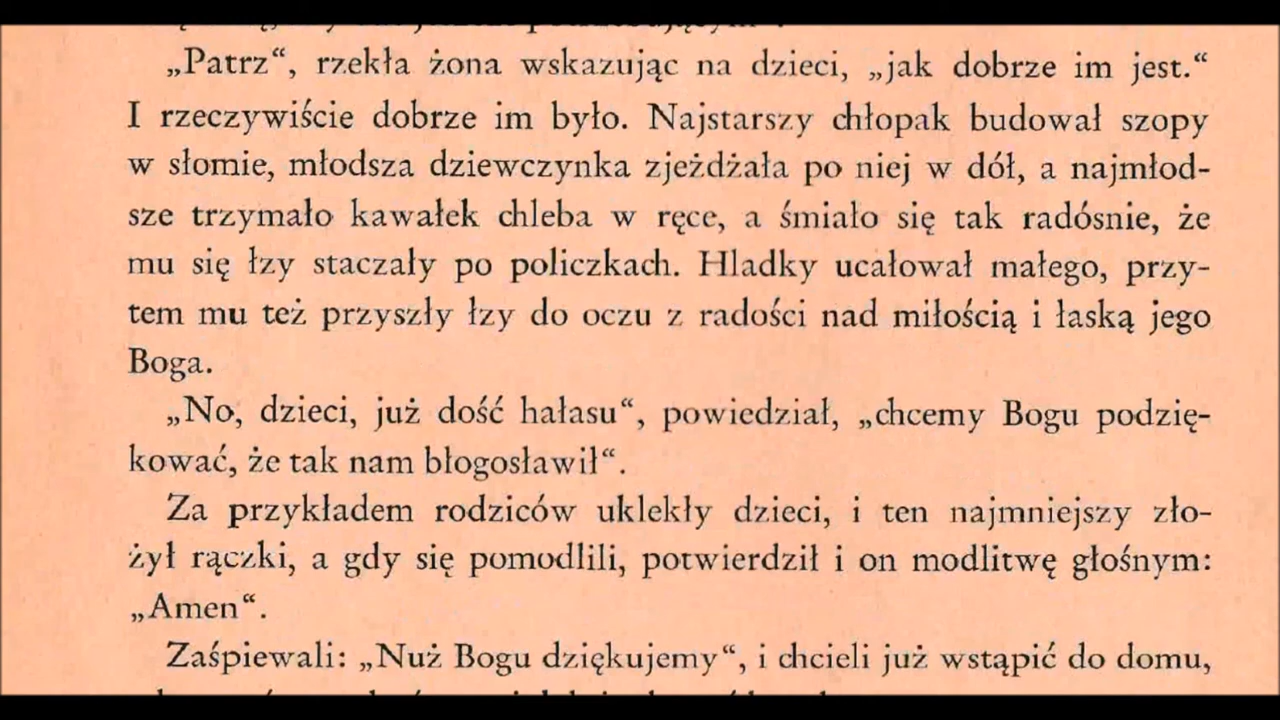 „Patrz“, rzekła żona wskazując na dzieci, „jak dobrze im jest.“
I rzeczywiście dobrze im było. Najstarszy chłopak budował szopy
w słomie, młodsza dziewczynka zjeżdżała po niej w dół, a najmłod-
sze trzymało kawałek chleba w ręce, a śmiało się tak radósnie, że
mu się łzy staczały po policzkach. Hladky ucałował małego, przy-
tem mu też przyszły łzy do oczu z radości nad miłością i łaską jego
Boga.
„No, dzieci, już dość hałasu“, powiedział, „chcemy Bogu podzię-
kować, że tak nam błogosławił“.
Za przykładem rodziców uklekły dzieci, i ten najmniejszy zło-
żył rączki, a gdy się pomodlili, potwierdził i on modlitwę głośnym:
„Amen“.
Zaśpiewali: „Nuż Bogu dziękujemy“, i chcieli już wstąpić do domu,